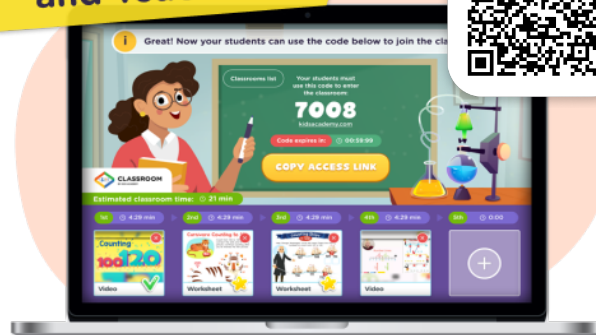 Great! Now your students can use the code below to join the cla
Classrooms list
Your students must
use this code to enter
the classroom:
7008
kidsacademy.com
Code expires in: 00:59:99
COPY ACCESS LINK
CLASSROOM
Estimated classroom time: 21 min
1st 4:29 min
2nd 4:29 min
3rd 4:29 min
4th 4:29 min
5th 0:00
Counting
100 120
Video
Worksheet
Worksheet
Video